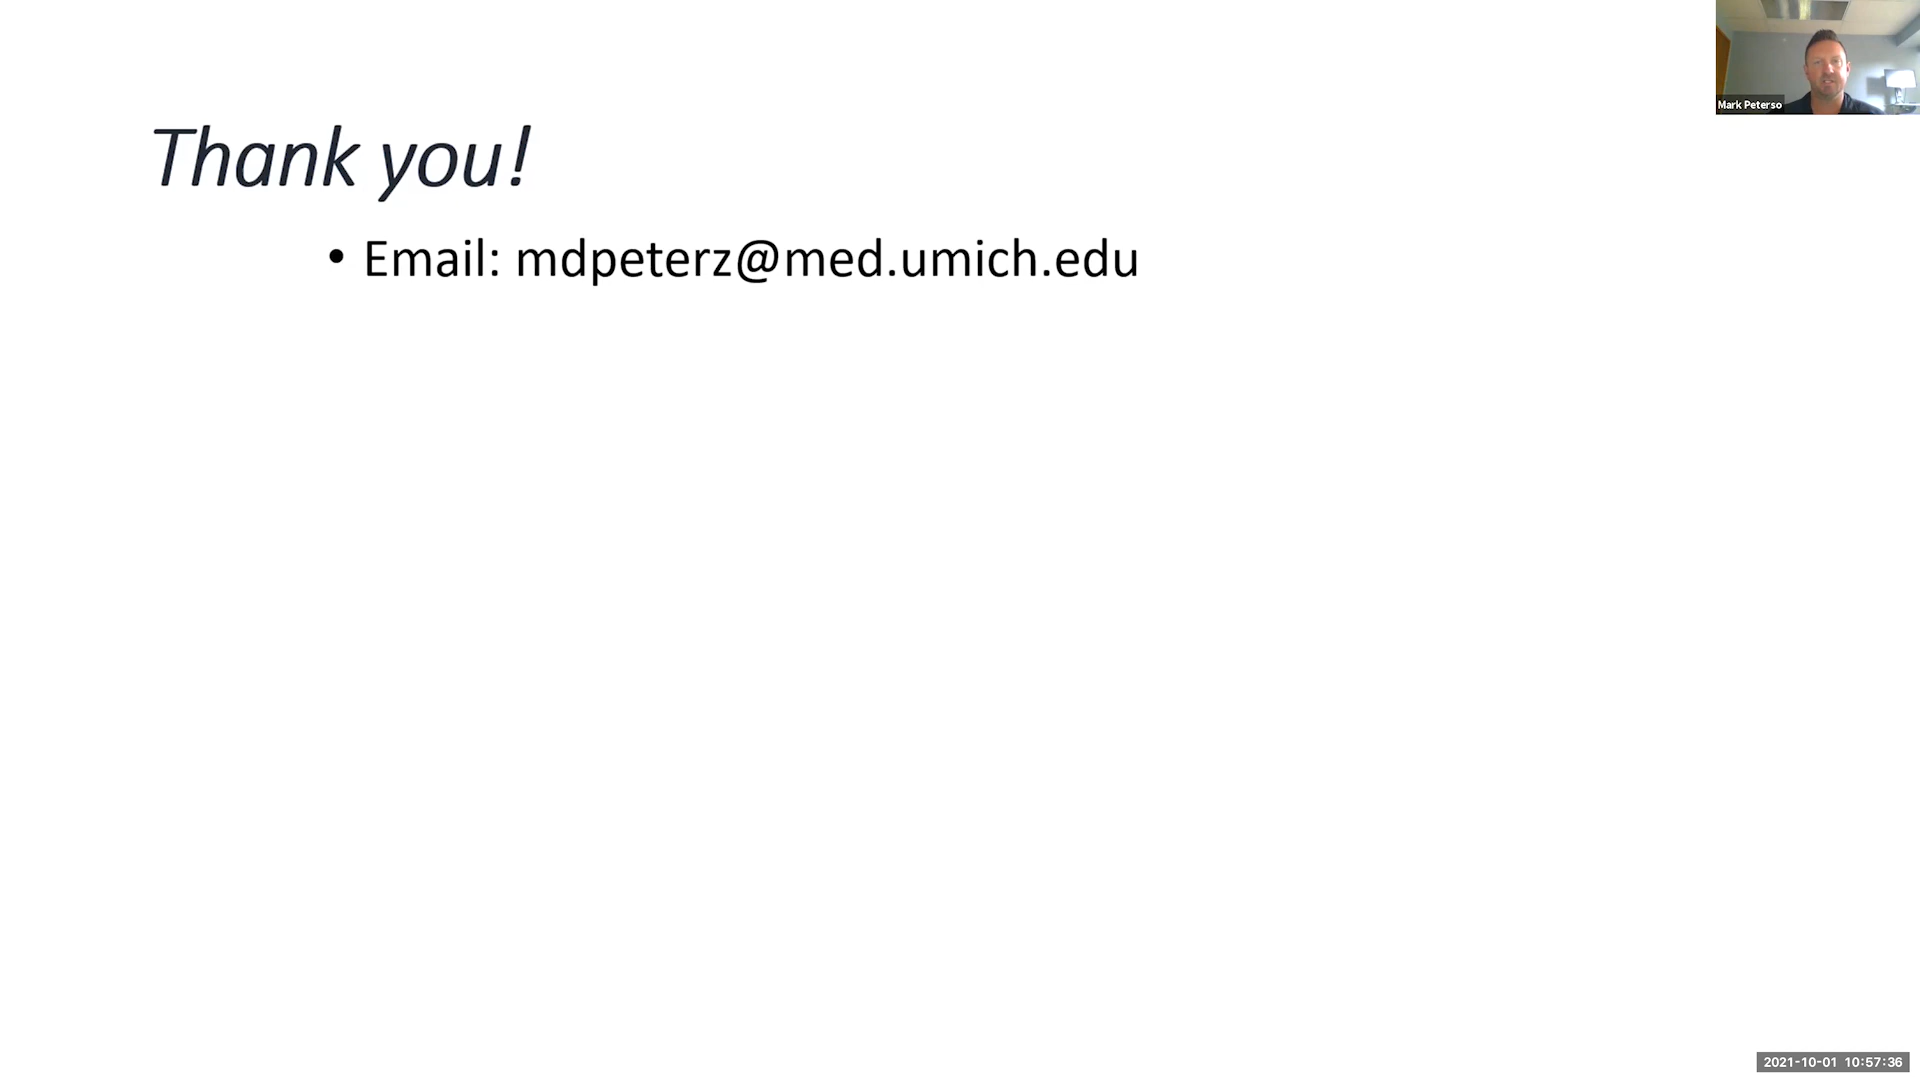 Mark Peterso
Thank you!
• Email: mdpeterz@med.umich.edu
2021-10-01 10:57:36